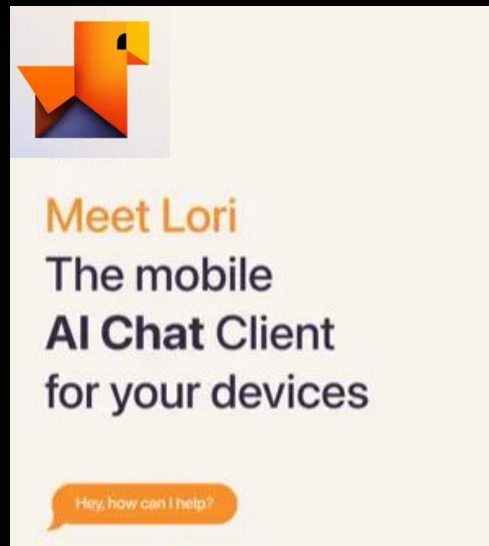 Meet Lori
The mobile
AI Chat Client
for your devices
Hey, how can I help?